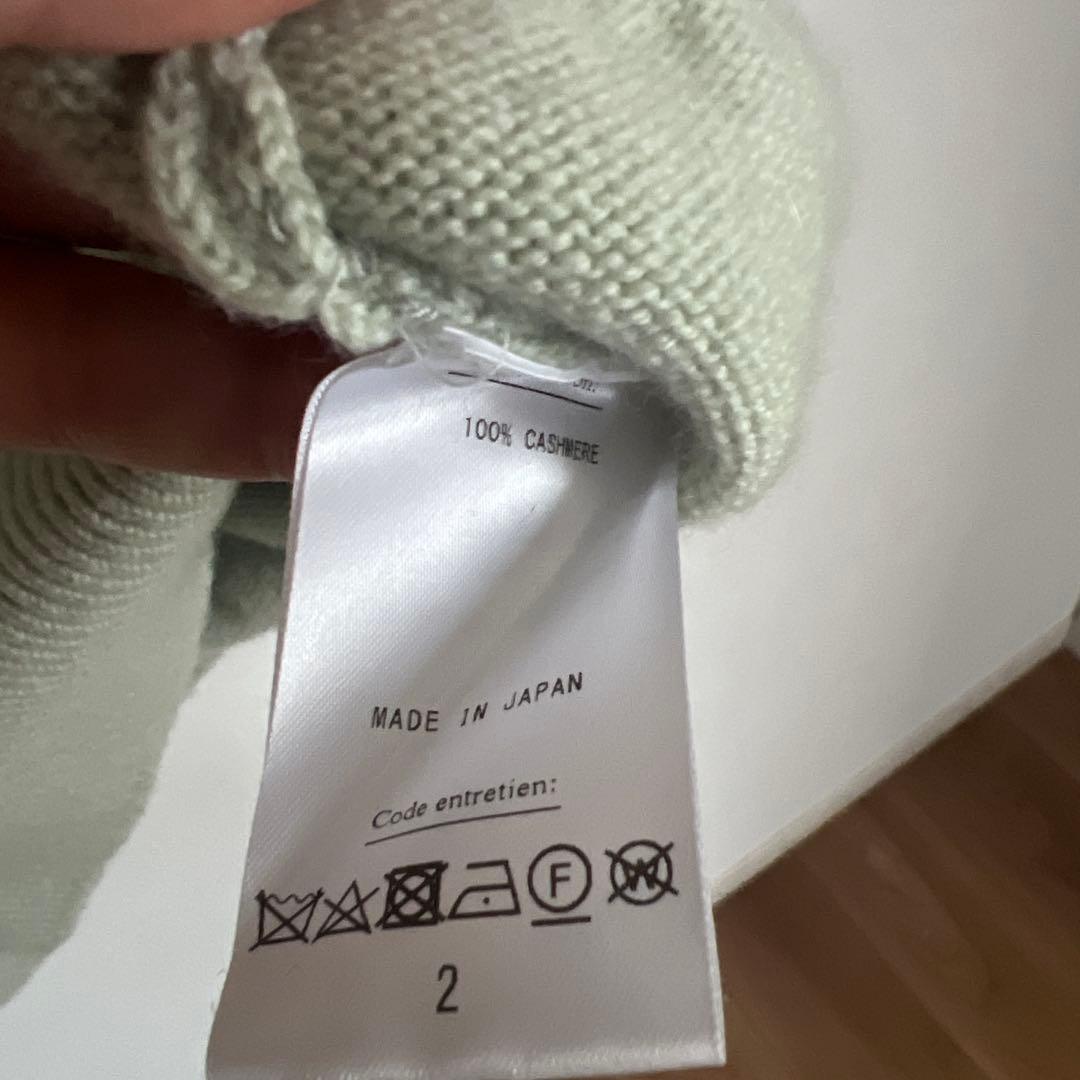 100% CASHMERE
MADE IN JAPAN
Code entretien:
F W
2